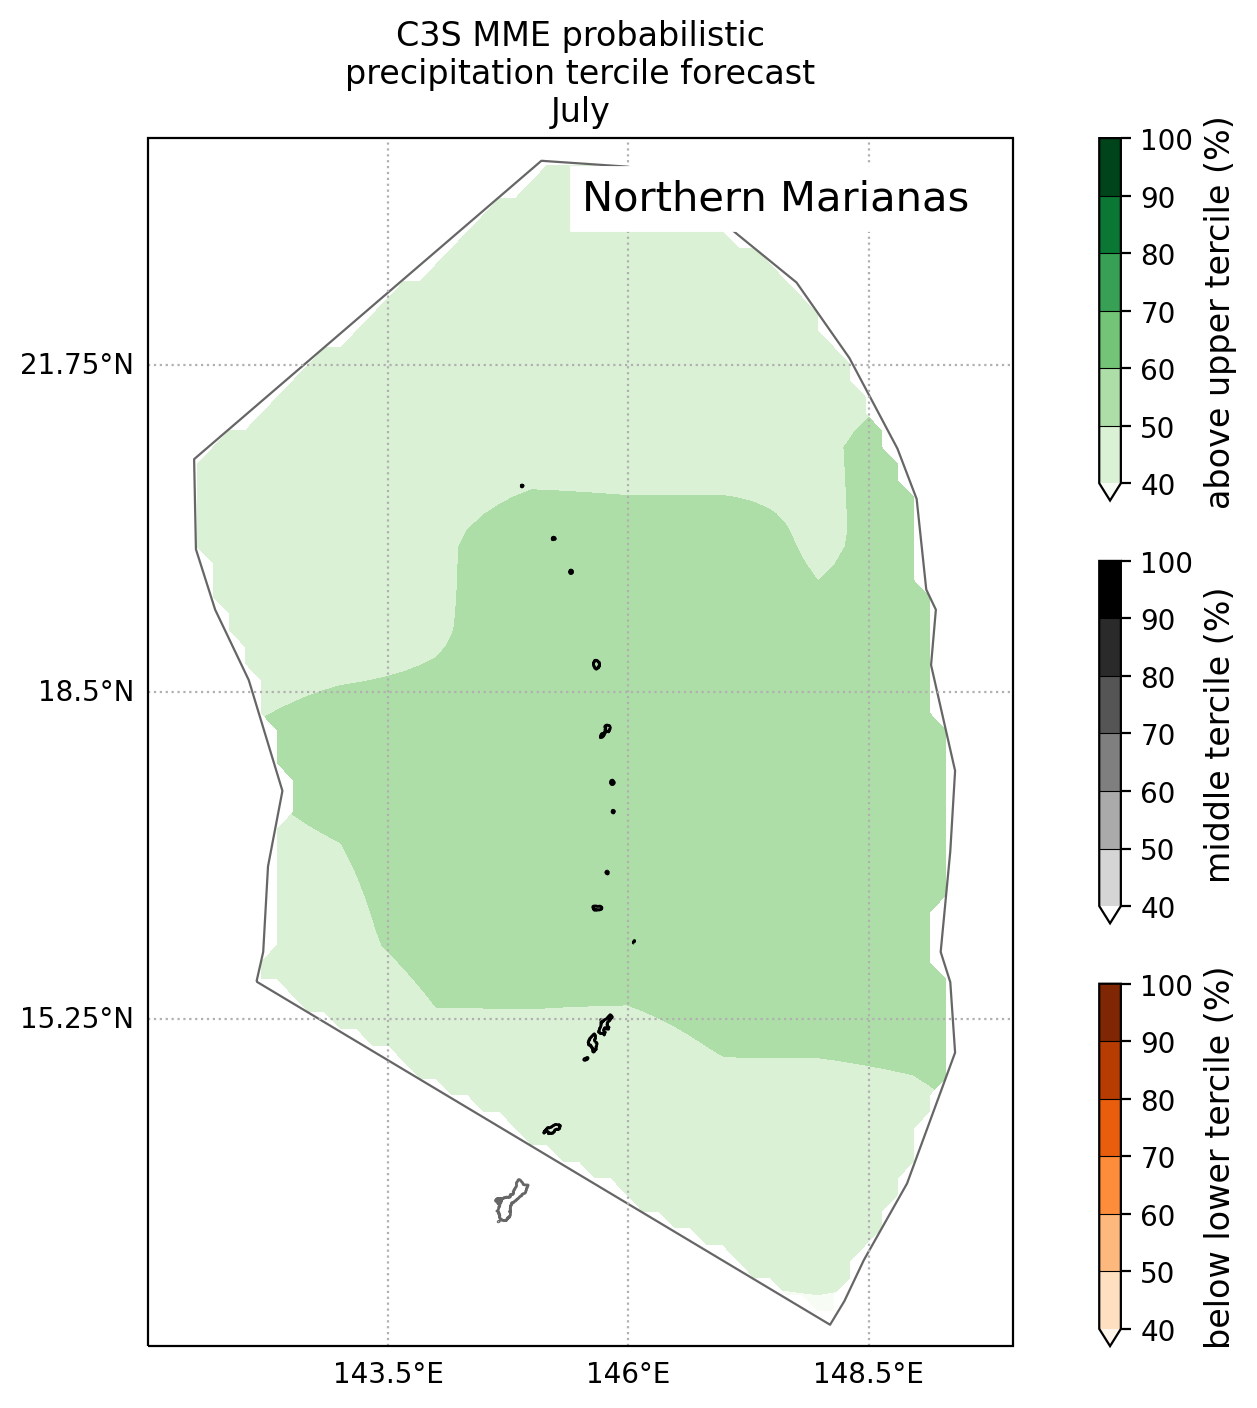 C3S MME probabilistic
precipitation tercile forecast
July
Northern Marianas
21.75°N
18.5°N
15.25°N
143.5°E
146°E
148.5°E
100
90
80
70
60
50
40
above upper tercile (%)
100
90
80
70
60
50
40
middle tercile (%)
100
90
80
70
60
50
40
below lower tercile (%)